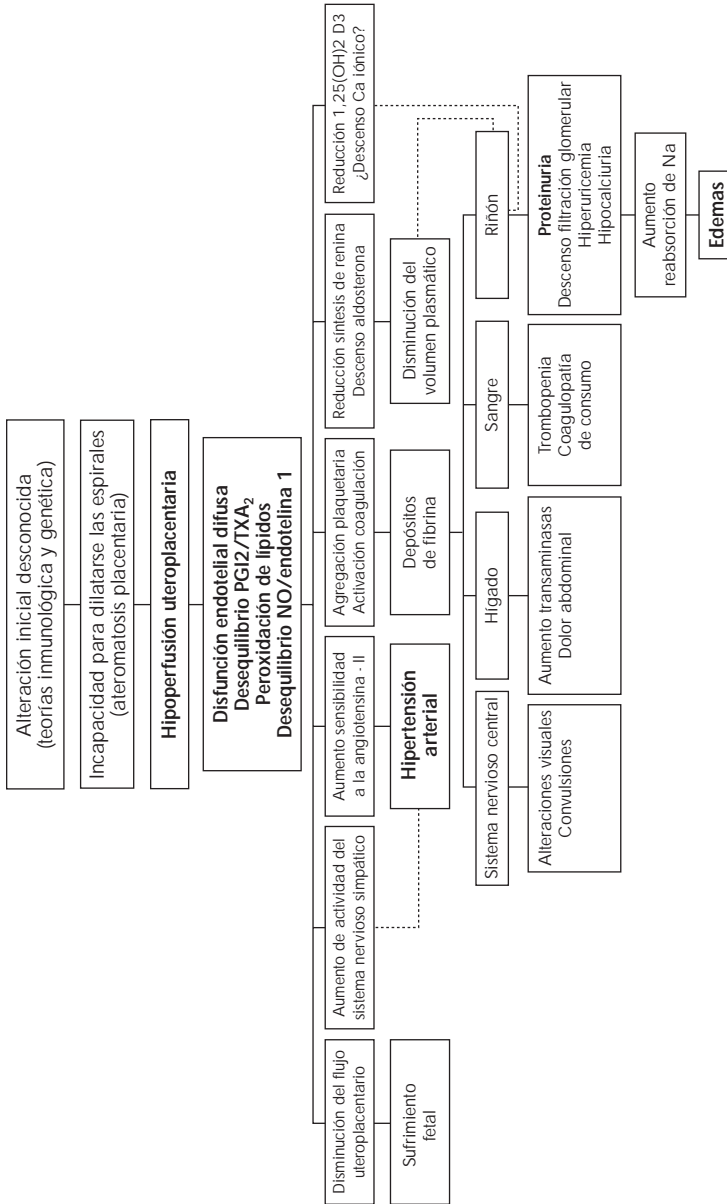 Alteración inicial desconocida
(teorías inmunológica y genética)
Incapacidad para dilatarse las espirales
(ateromatosis placentaria)
Hipoperfusión uteroplacentaria
Disfunción endotelial difusa
Desequilibrio PGI2/TXA₂
Peroxidación de lípidos
Desequilibrio NO/endotelina 1
Disminución del flujo
uteroplacentario
Aumento de actividad del
sistema nervioso simpático
Aumento sensibilidad
a la angiotensina - II
Agregación plaquetaria
Activación coagulación
Reducción síntesis de renina
Descenso aldosterona
Reducción 1,25(OH)2 D3
¿Descenso Ca iónico?
Sufrimiento
fetal
Hipertensión
arterial
Depósitos
de fibrina
Disminución del
volumen plasmático
Sistema nervioso central
Hígado
Sangre
Riñón
Alteraciones visuales
Convulsiones
Aumento transaminasas
Dolor abdominal
Trombopenia
Coagulopatía
de consumo
Proteinuria
Descenso filtración glomerular
Hiperuricemia
Hipocalciuria
Aumento
reabsorción de Na
Edemas